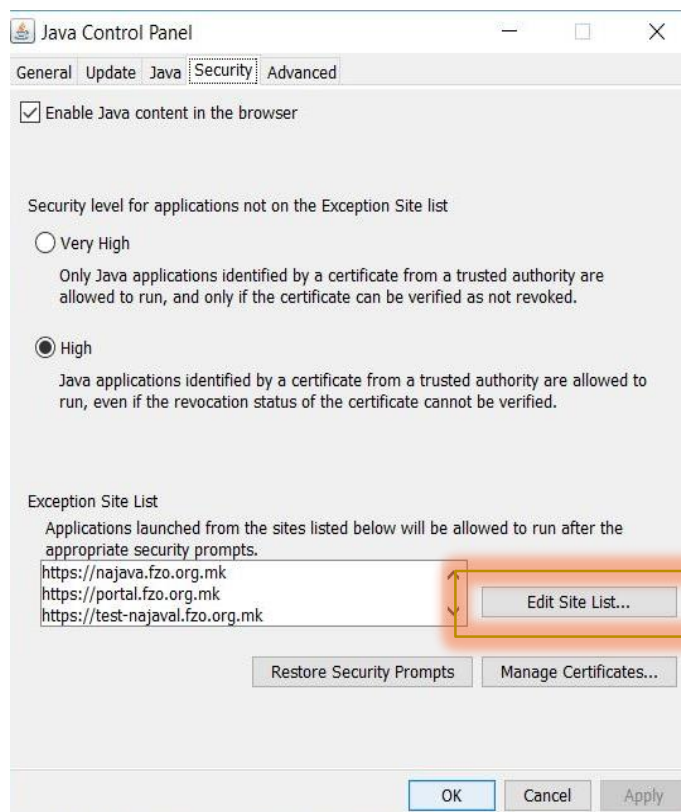 Java Control Panel
General Update Java Security Advanced
Enable Java content in the browser
Security level for applications not on the Exception Site list
Very High
Only Java applications identified by a certificate from a trusted authority are
allowed to run, and only if the certificate can be verified as not revoked.
High
Java applications identified by a certificate from a trusted authority are allowed to
run, even if the revocation status of the certificate cannot be verified.
Exception Site List
Applications launched from the sites listed below will be allowed to run after the
appropriate security prompts.
https://najava.fzo.org.mk
https://portal.fzo.org.mk
https://test-najaval.fzo.org.mk
Edit Site List...
Restore Security Prompts Manage Certificates...
OK Cancel Apply